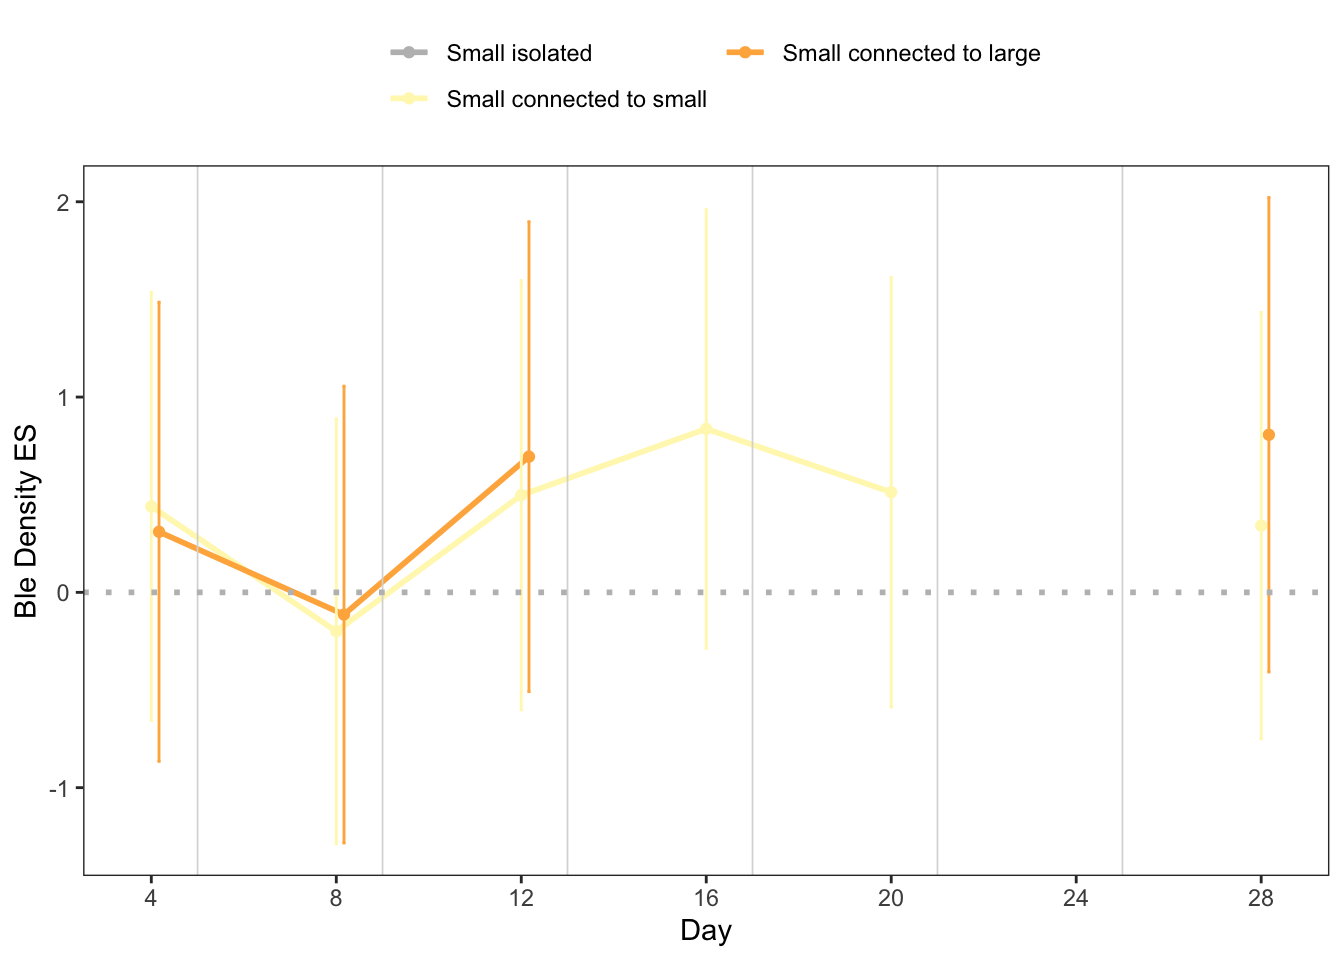 Small isolated
Small connected to large
Small connected to small
Ble Density ES
2
1
0
-1
4 8 12 16 20 24 28
Day